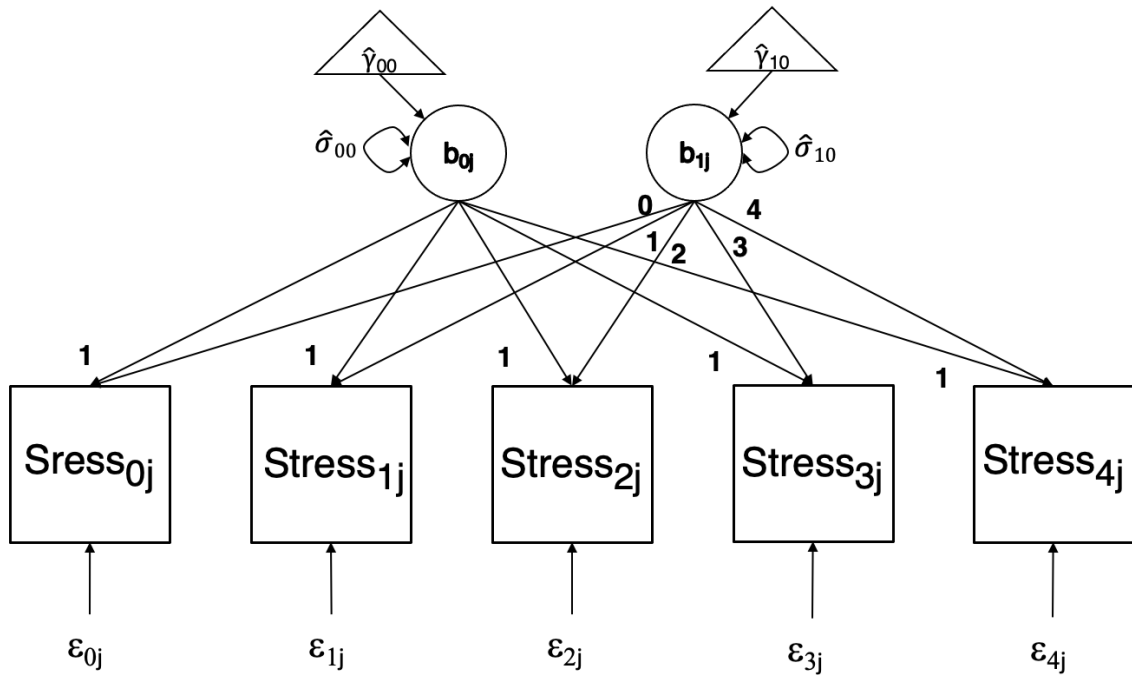 γ̂₀₀ γ̂₁₀
σ̂₀₀ b₀ⱼ b₁ⱼ σ̂₁₀
0 4
1 2 3
1 1 1 1 1
Sress₀ⱼ Stress₁ⱼ Stress₂ⱼ Stress₃ⱼ Stress₄ⱼ
ε₀ⱼ ε₁ⱼ ε₂ⱼ ε₃ⱼ ε₄ⱼ